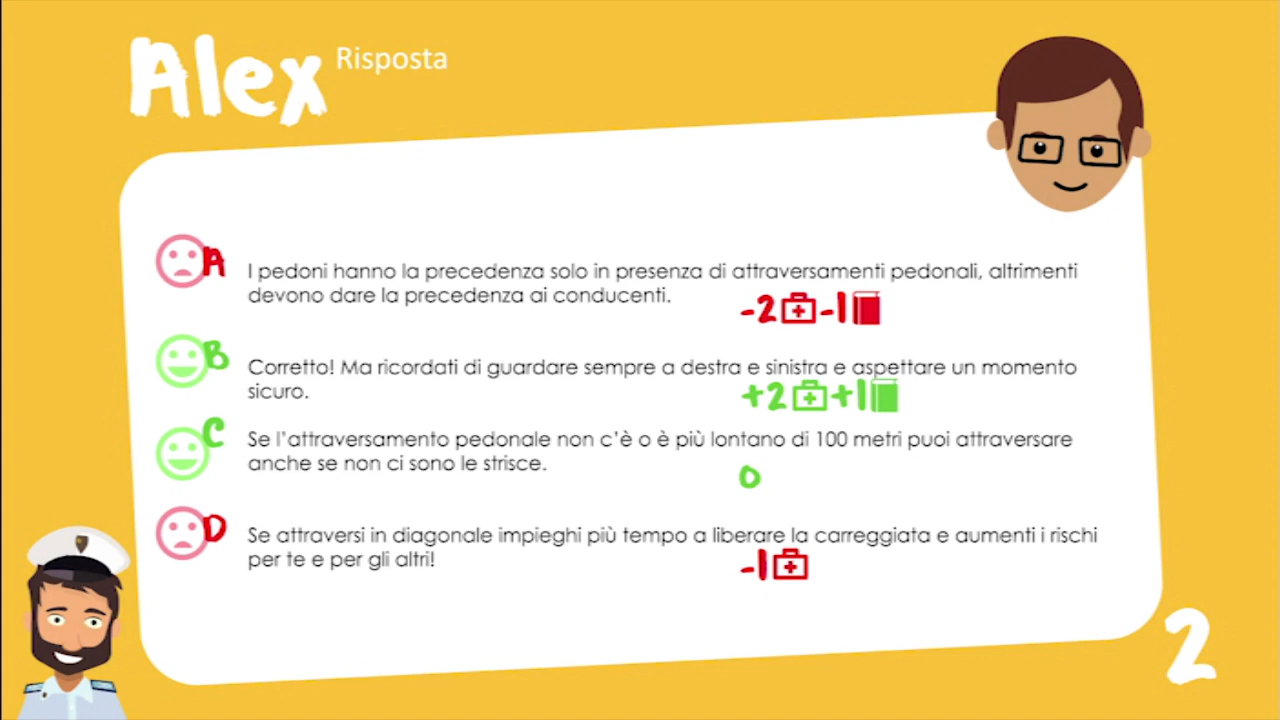 Alex Risposta
A I pedoni hanno la precedenza solo in presenza di attraversamenti pedonali, altrimenti
devono dare la precedenza ai conducenti.
-2 -1
B Corretto! Ma ricordati di guardare sempre a destra e sinistra e aspettare un momento
sicuro.
+2 +1
C Se l'attraversamento pedonale non c'è o è più lontano di 100 metri puoi attraversare
anche se non ci sono le strisce.
0
D Se attraversi in diagonale impieghi più tempo a liberare la carreggiata e aumenti i rischi
per te e per gli altri!
-1
2